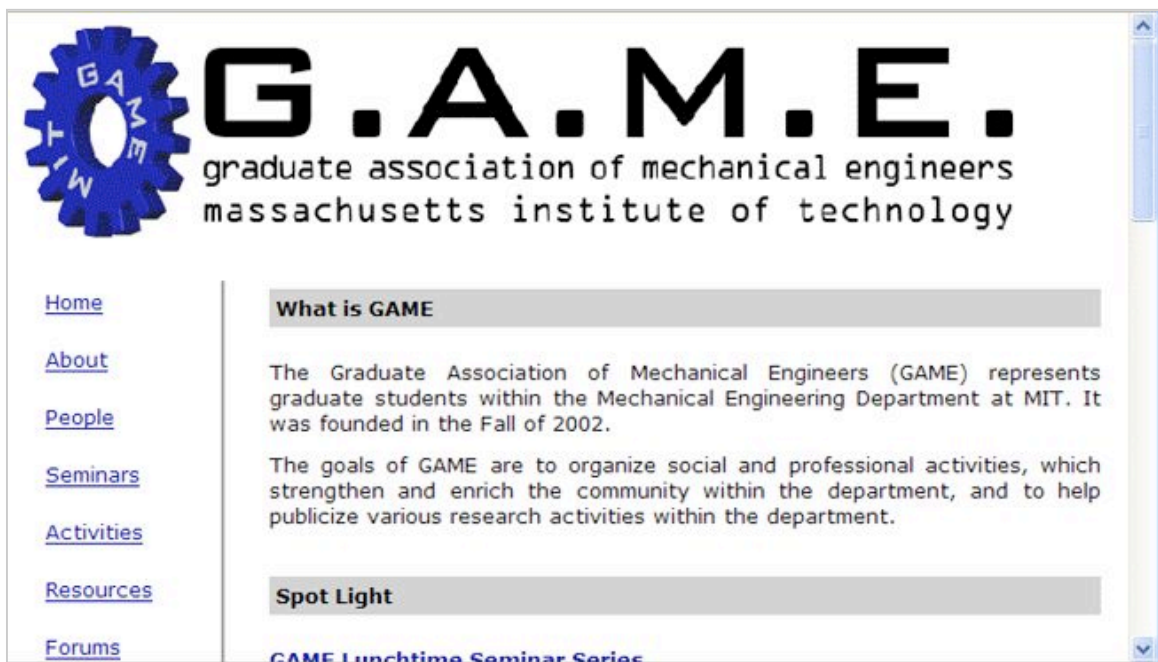 GAME
MIT
G.A.M.E.
graduate association of mechanical engineers
massachusetts institute of technology
Home
About
People
Seminars
Activities
Resources
Forums
What is GAME
The Graduate Association of Mechanical Engineers (GAME) represents
graduate students within the Mechanical Engineering Department at MIT. It
was founded in the Fall of 2002.
The goals of GAME are to organize social and professional activities, which
strengthen and enrich the community within the department, and to help
publicize various research activities within the department.
Spot Light
GAME Lunchtime Seminar Series